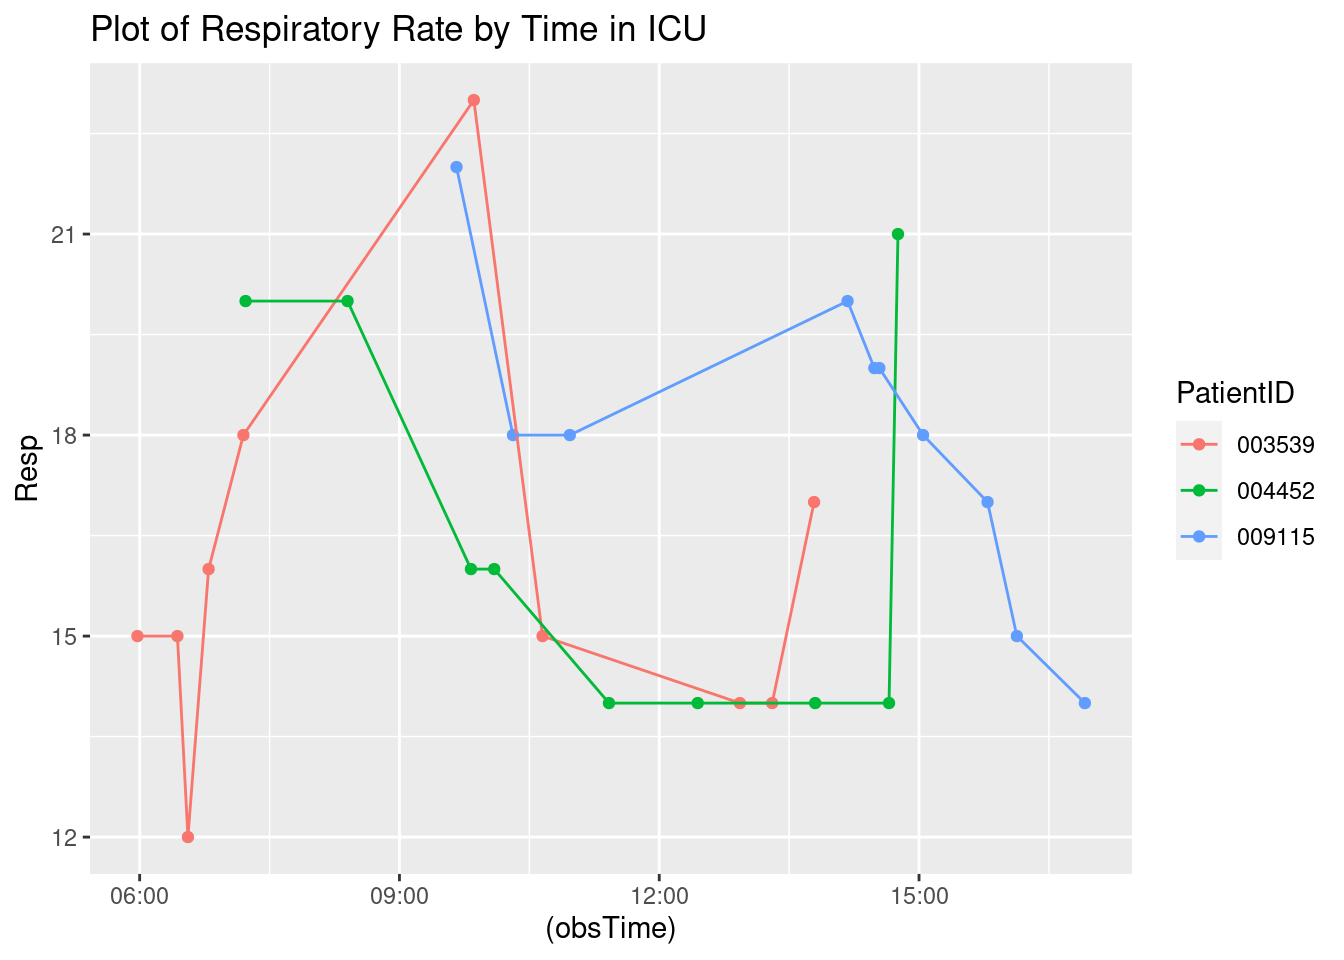 Plot of Respiratory Rate by Time in ICU
Resp
21
18
15
12
06:00
09:00
12:00
15:00
(obsTime)
PatientID
003539
004452
009115